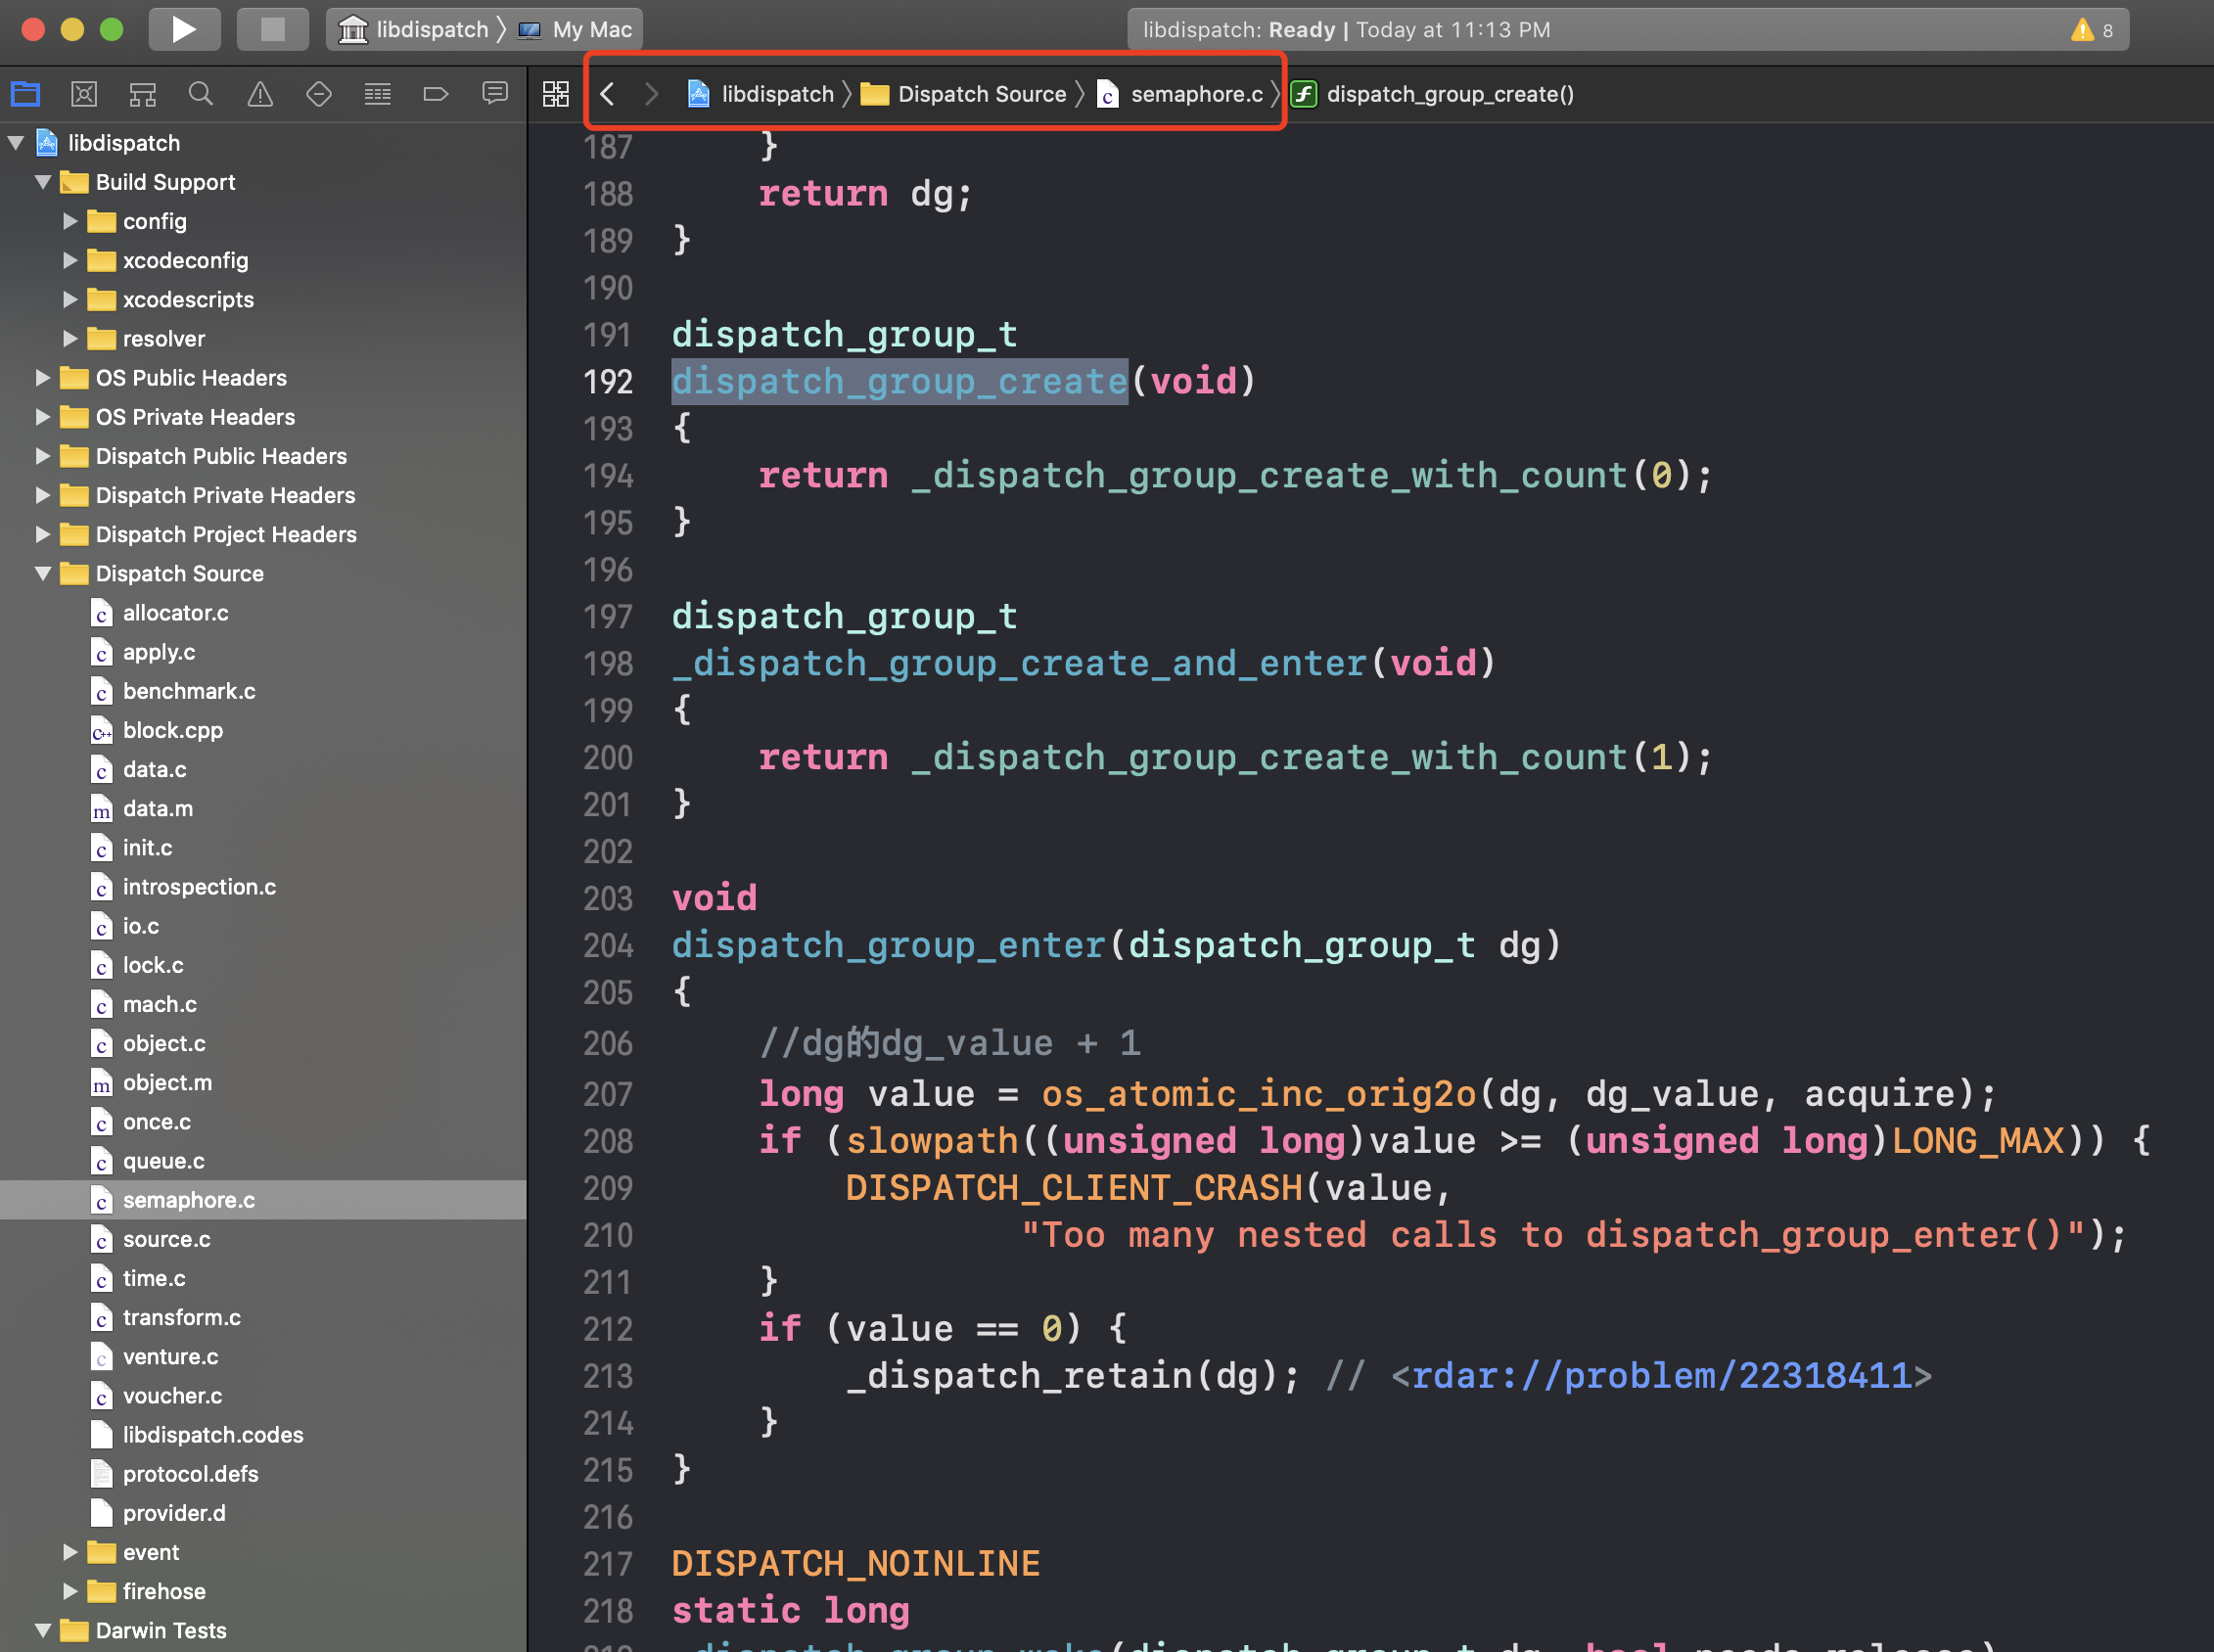 libdispatch 〉 My Mac
libdispatch: Ready | Today at 11:13 PM
8
libdispatch 〉 Dispatch Source 〉 semaphore.c 〉 dispatch_group_create()
libdispatch
Build Support
config
xcodeconfig
xcodescripts
resolver
OS Public Headers
OS Private Headers
Dispatch Public Headers
Dispatch Private Headers
Dispatch Project Headers
Dispatch Source
allocator.c
apply.c
benchmark.c
block.cpp
data.c
data.m
init.c
introspection.c
io.c
lock.c
mach.c
object.c
object.m
once.c
queue.c
semaphore.c
source.c
time.c
transform.c
venture.c
voucher.c
libdispatch.codes
protocol.defs
provider.d
event
firehose
Darwin Tests
187     }
188     return dg;
189 }
190
191 dispatch_group_t
192 dispatch_group_create(void)
193 {
194     return _dispatch_group_create_with_count(0);
195 }
196
197 dispatch_group_t
198 _dispatch_group_create_and_enter(void)
199 {
200     return _dispatch_group_create_with_count(1);
201 }
202
203 void
204 dispatch_group_enter(dispatch_group_t dg)
205 {
206     //dg的dg_value + 1
207     long value = os_atomic_inc_orig2o(dg, dg_value, acquire);
208     if (slowpath((unsigned long)value >= (unsigned long)LONG_MAX)) {
209         DISPATCH_CLIENT_CRASH(value,
210                 "Too many nested calls to dispatch_group_enter()");
211     }
212     if (value == 0) {
213         _dispatch_retain(dg); // <rdar://problem/22318411>
214     }
215 }
216
217 DISPATCH_NOINLINE
218 static long
219 _dispatch_group_wake(dispatch_group_t dg, bool needs_release)